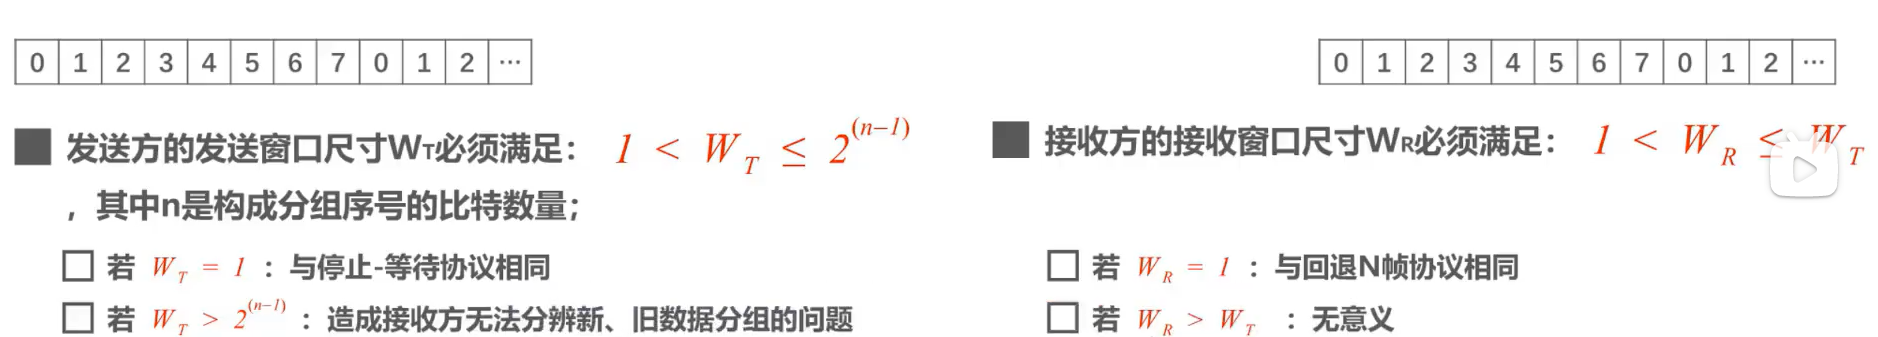 0 1 2 3 4 5 6 7 0 1 2 ...
发送方的发送窗口尺寸WT必须满足： 1 < W_T ≤ 2^(n-1)
，其中n是构成分组序号的比特数量；
若 W_T = 1 ：与停止-等待协议相同
若 W_T > 2^(n-1) ：造成接收方无法分辨新、旧数据分组的问题
0 1 2 3 4 5 6 7 0 1 2 ...
接收方的接收窗口尺寸WR必须满足： 1 < W_R ≤ W_T
若 W_R = 1 ：与回退N帧协议相同
若 W_R > W_T ：无意义